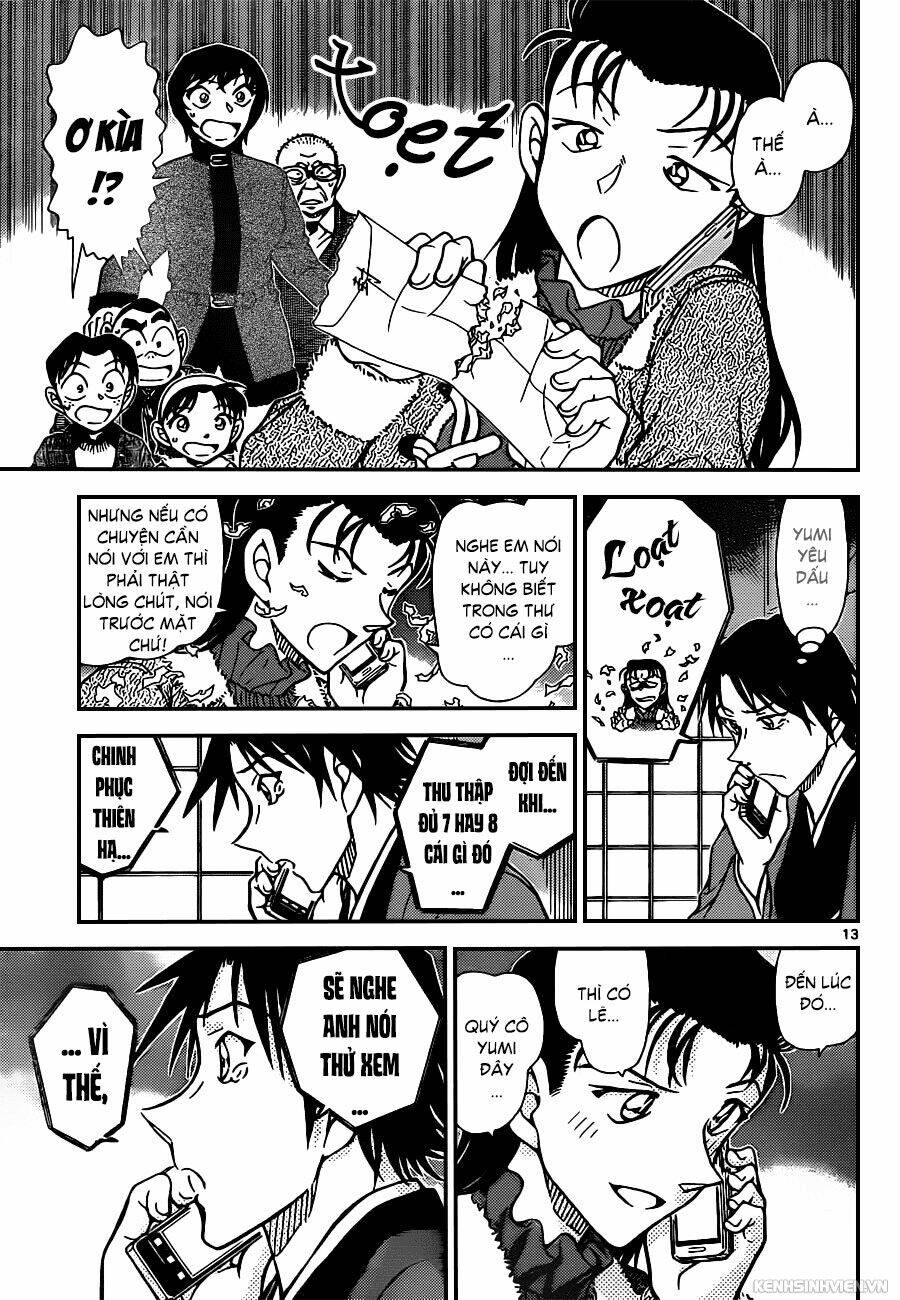 À...
THẾ
À...
toẹt
Ơ KÌA
!?
YUMI
YÊU
DẤU
...
Loạt
xoạt
NGHE EM NÓI
NÀY... TUY
KHÔNG BIẾT
TRONG THƯ
CÓ CÁI GÌ
...
NHƯNG NẾU CÓ
CHUYỆN CẦN
NÓI VỚI EM THÌ
PHẢI THẬT
LÒNG CHÚT, NÓI
TRƯỚC MẶT
CHỨ!
ĐỢI ĐẾN
KHI...
THU THẬP
ĐỦ 7 HAY 8
CÁI GÌ ĐÓ
...
CHINH
PHỤC
THIÊN
HẠ...
13
ĐẾN LÚC
ĐÓ...
THÌ CÓ
LẼ...
QUÝ CÔ
YUMI
ĐÂY
...
SẼ NGHE
ANH NÓI
THỬ XEM
...
... VÌ
THẾ,
KENHSINHVIEN.VN